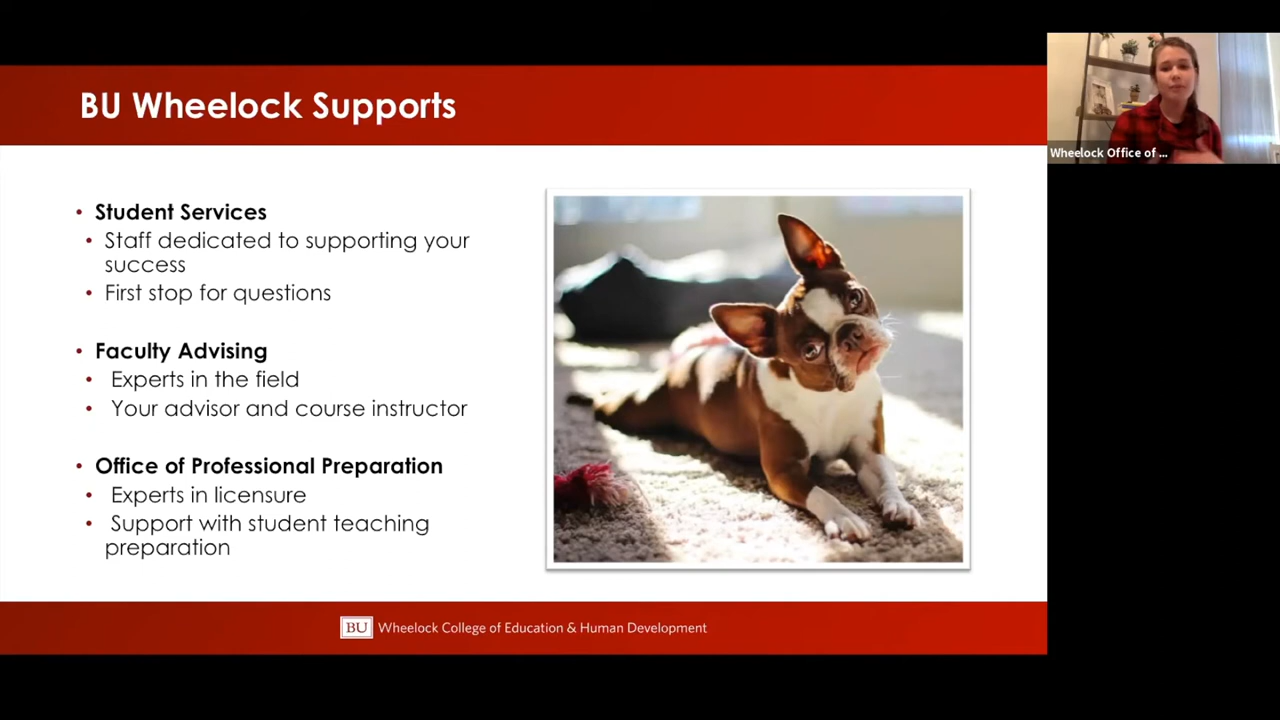 BU Wheelock Supports
Wheelock Office of ...
• Student Services
• Staff dedicated to supporting your
success
• First stop for questions
• Faculty Advising
• Experts in the field
• Your advisor and course instructor
• Office of Professional Preparation
• Experts in licensure
• Support with student teaching
preparation
BU Wheelock College of Education & Human Development